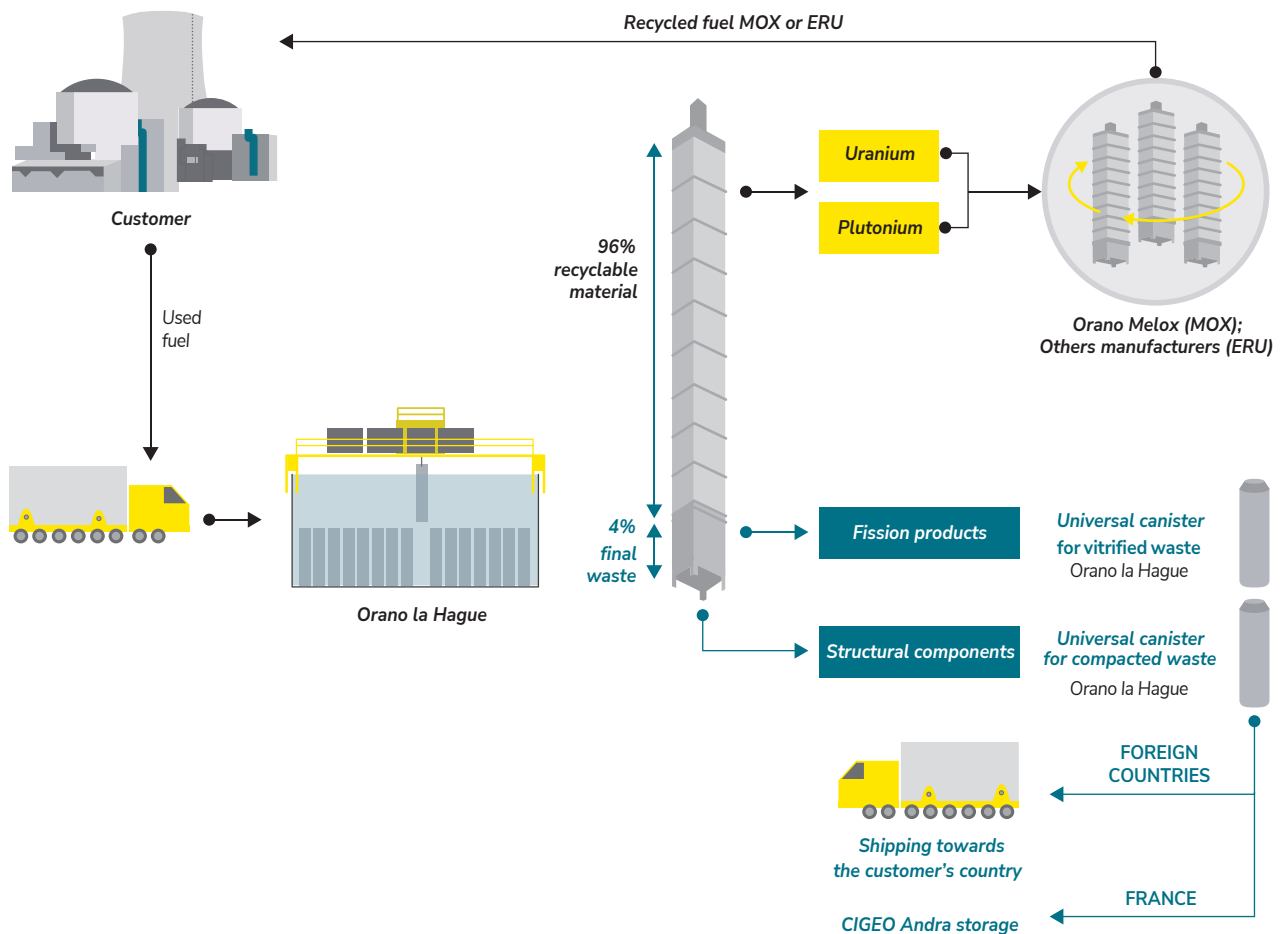 Recycled fuel MOX or ERU
Customer
Used
fuel
Orano la Hague
96%
recyclable
material
4%
final
waste
Uranium
Plutonium
Orano Melox (MOX);
Others manufacturers (ERU)
Fission products
Universal canister
for vitrified waste
Orano la Hague
Structural components
Universal canister
for compacted waste
Orano la Hague
FOREIGN
COUNTRIES
Shipping towards
the customer’s country
FRANCE
CIGEO Andra storage